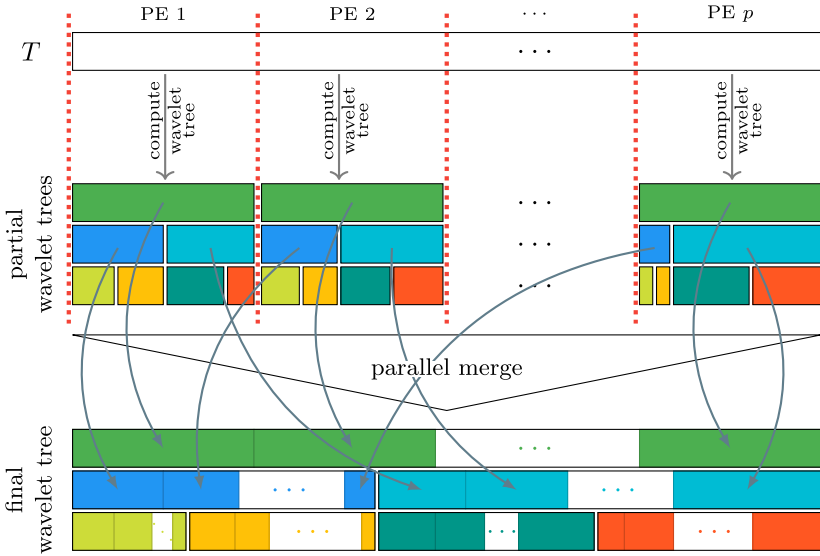 PE 1
PE 2
...
PE p
T
...
compute
wavelet
tree
compute
wavelet
tree
compute
wavelet
tree
partial
wavelet trees
...
...
...
parallel merge
final
wavelet tree
...
...
...
...
...
...
...